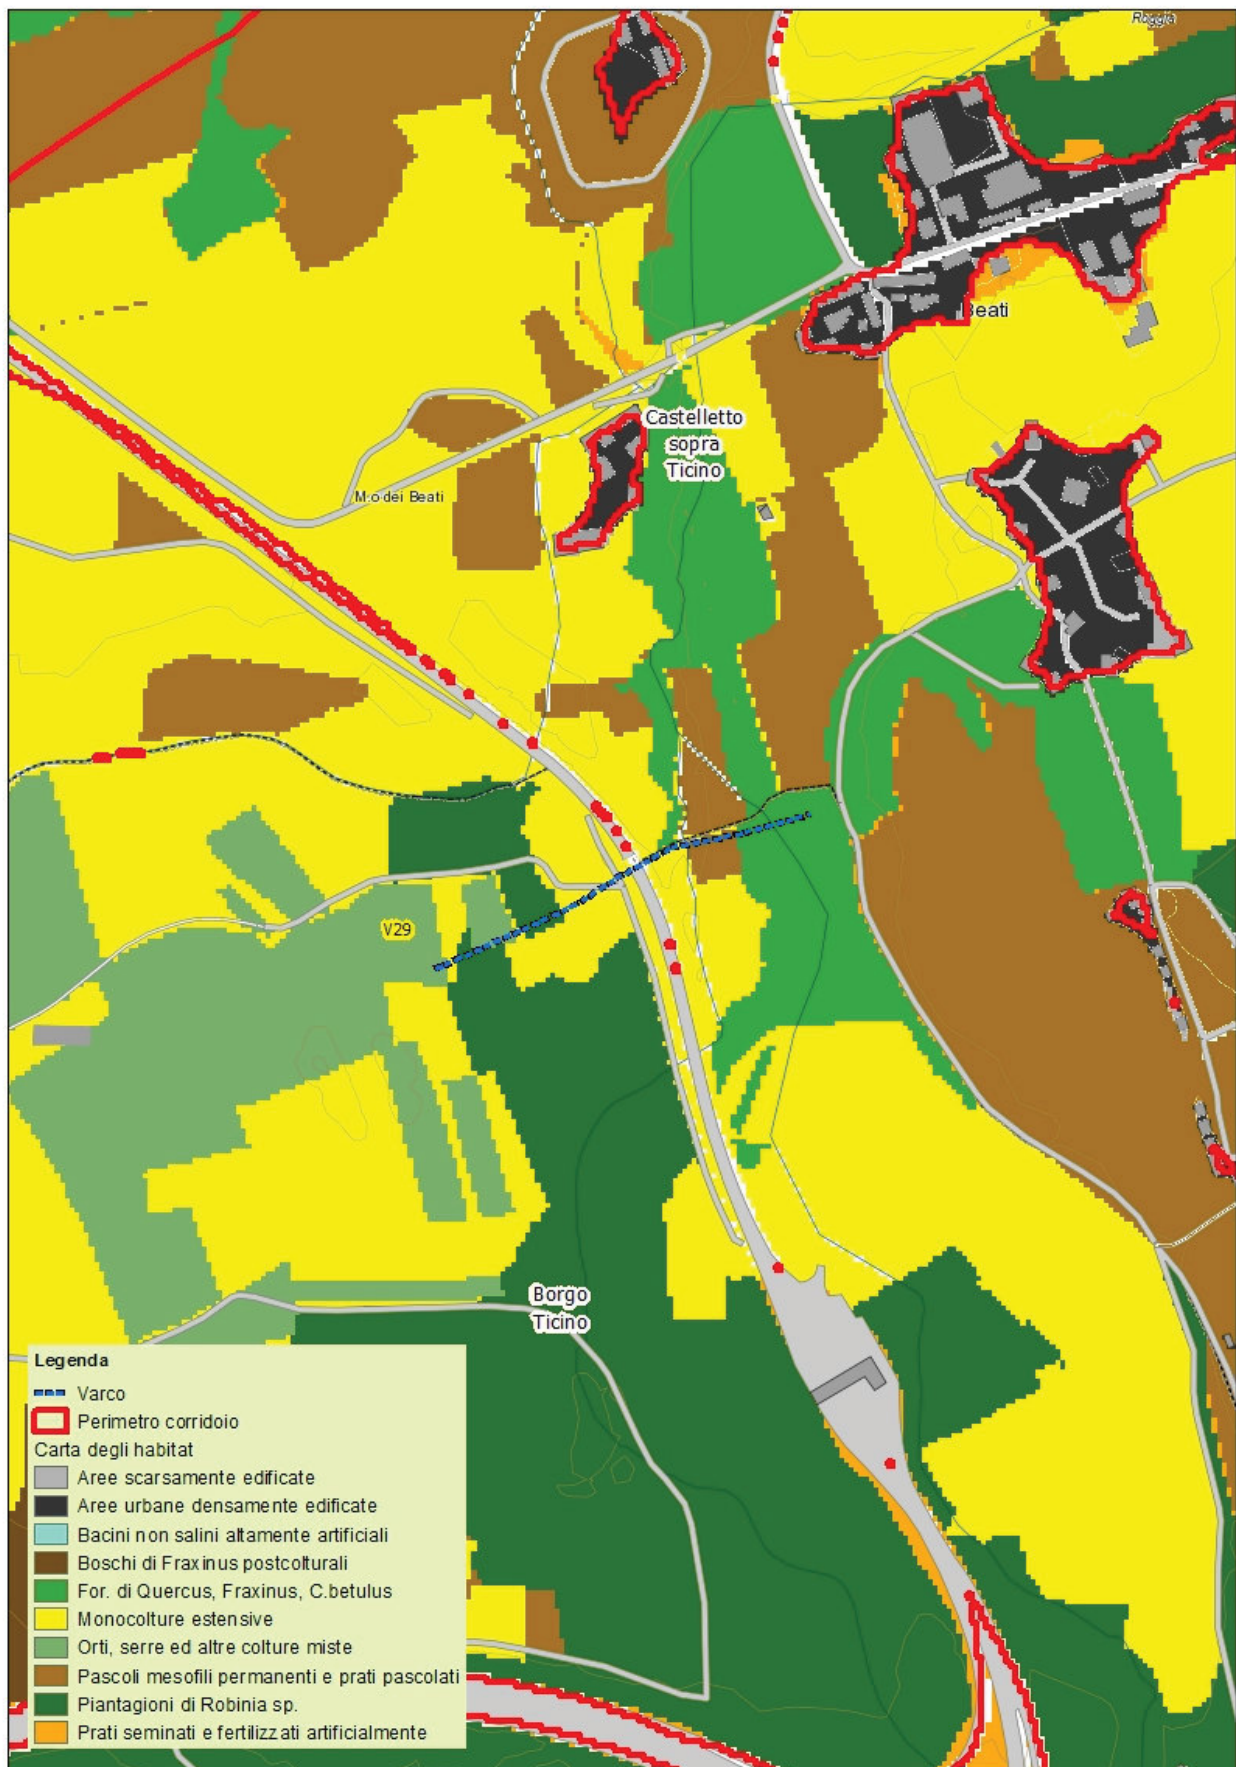 Roggia
Beati
Castelletto
sopra
Ticino
M.o dei Beati
V29
Borgo
Ticino
Legenda
Varco
Perimetro corridoio
Carta degli habitat
Aree scarsamente edificate
Aree urbane densamente edificate
Bacini non salini altamente artificiali
Boschi di Fraxinus postcolturali
For. di Quercus, Fraxinus, C.betulus
Monocolture estensive
Orti, serre ed altre colture miste
Pascoli mesofili permanenti e prati pascolati
Piantagioni di Robinia sp.
Prati seminati e fertilizzati artificialmente